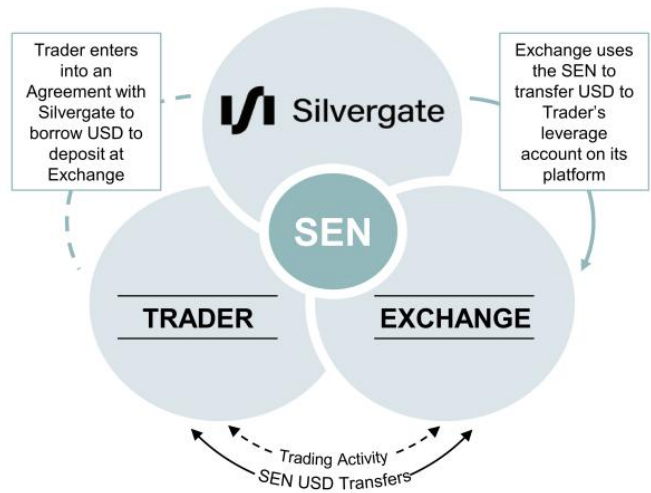 Trader enters
into an
Agreement with
Silvergate to
borrow USD to
deposit at
Exchange
Silvergate
Exchange uses
the SEN to
transfer USD to
Trader's
leverage
account on its
platform
SEN
TRADER
EXCHANGE
Trading Activity
SEN USD Transfers